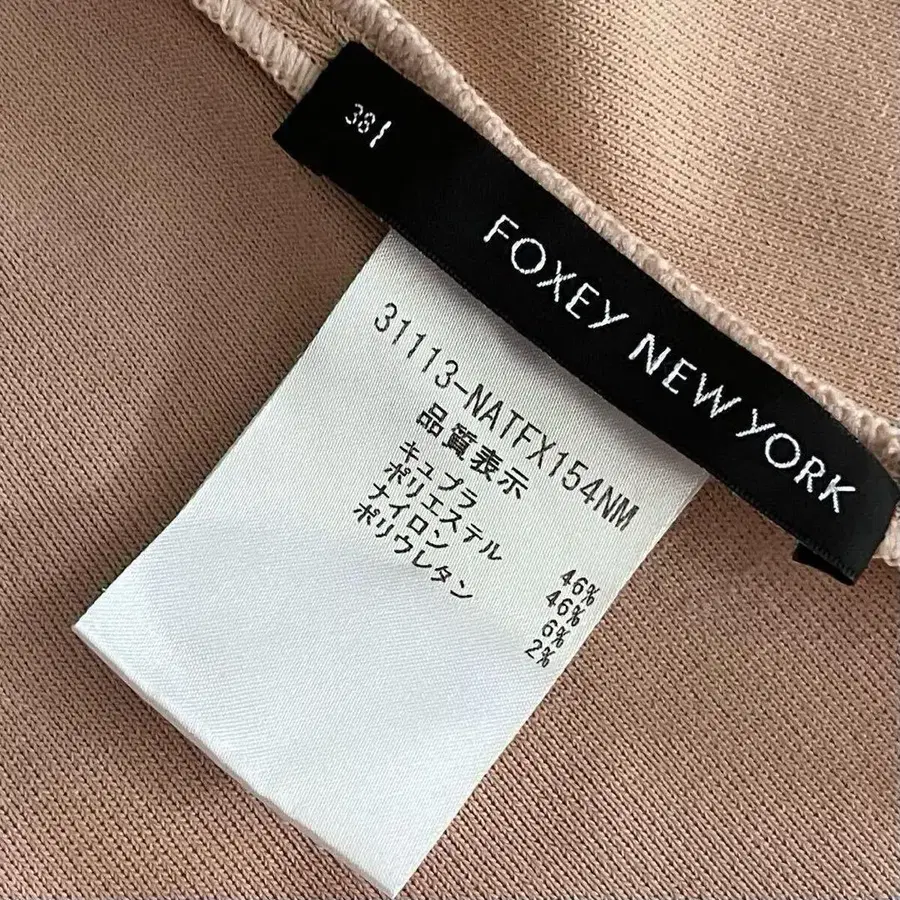 38
FOXEY NEW YORK
31113-NATFX154NM
品質表示
キュプラ 46%
ポリエステル 46%
ナイロン 6%
ポリウレタン 2%